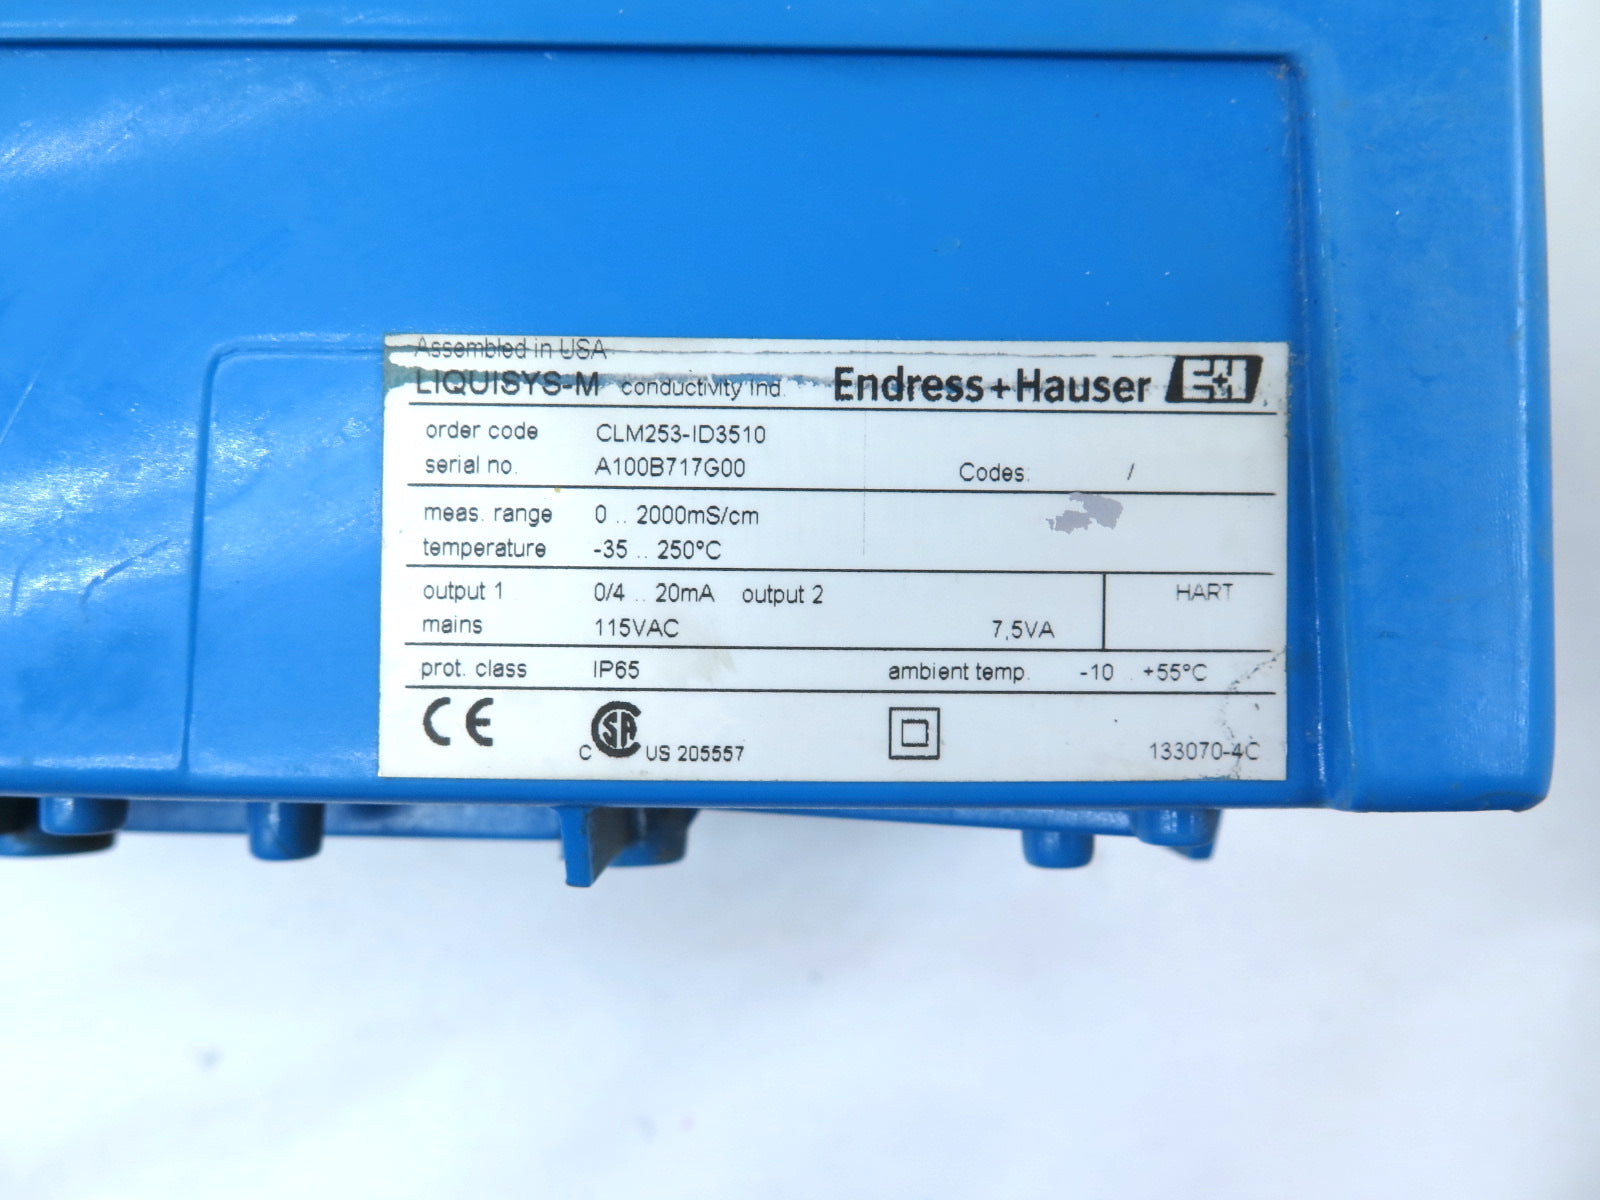 Assembled in USA
LIQUISYS-M conductivity Ind. Endress+Hauser E+H
order code CLM253-ID3510
serial no. A100B717G00 Codes: /
meas. range 0 .. 2000mS/cm
temperature -35 .. 250°C
output 1 0/4 .. 20mA output 2 HART
mains 115VAC 7,5VA
prot. class IP65 ambient temp. -10 .. +55°C
CE C SA US 205557 133070-4C